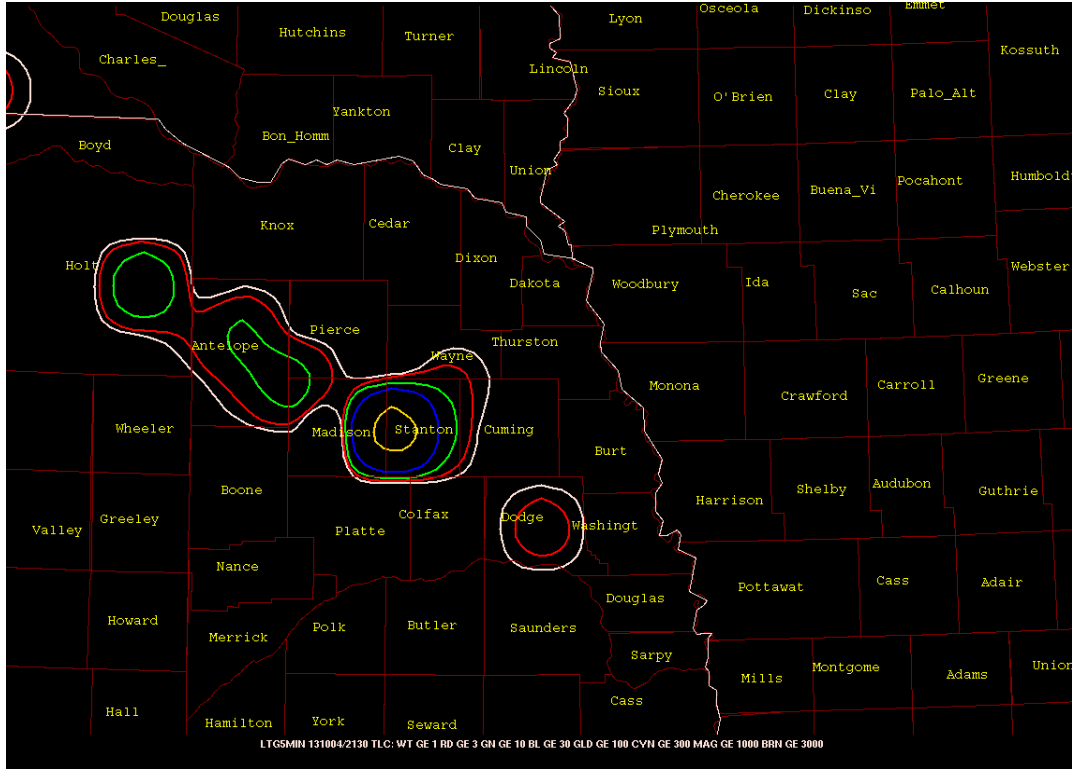 Osceola Dickinso Emmet
Douglas Lyon
Hutchins Turner
Kossuth
Charles_ Lincoln
Sioux O'Brien Clay Palo_Alt
Yankton
Bon_Homm
Boyd Clay
Union Humboldt
Cherokee Buena_Vi Pocahont
Knox Cedar Plymouth
Dixon
Holt Webster
Dakota Woodbury Ida Sac Calhoun
Pierce
Antelope Wayne Thurston
Monona Crawford Carroll Greene
Wheeler Madison Stanton Cuming
Burt
Boone Harrison Shelby Audubon Guthrie
Valley Greeley Platte Colfax Dodge Washingt
Nance
Pottawat Cass Adair
Howard Douglas
Merrick Polk Butler Saunders
Sarpy
Mills Montgome Adams Union
Hall Hamilton York Seward Cass
LTG5MIN 131004/2130 TLC: WT GE 1 RD GE 3 GN GE 10 BL GE 30 GLD GE 100 CYN GE 300 MAG GE 1000 BRN GE 3000